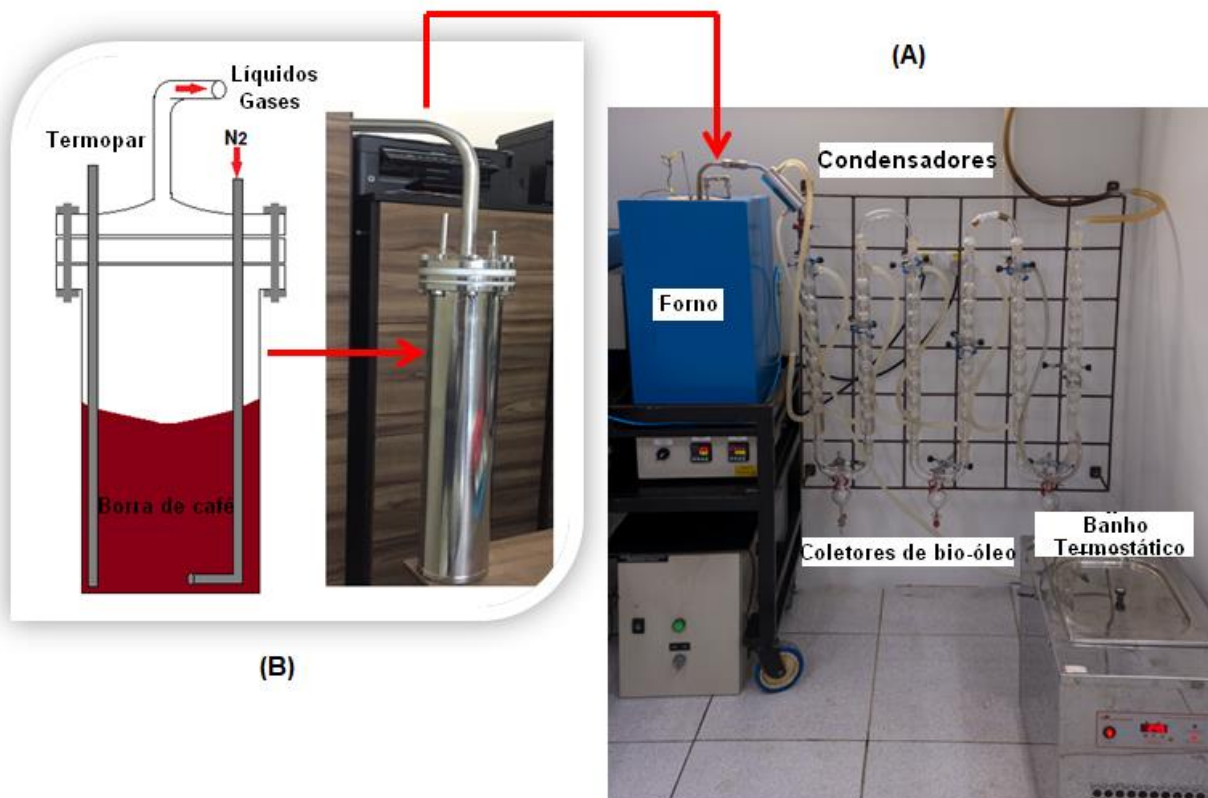 (A)
Líquidos
Gases
Termopar
N2
Condensadores
Forno
Borra de café
Coletores de bio-óleo
Banho
Termostático
(B)